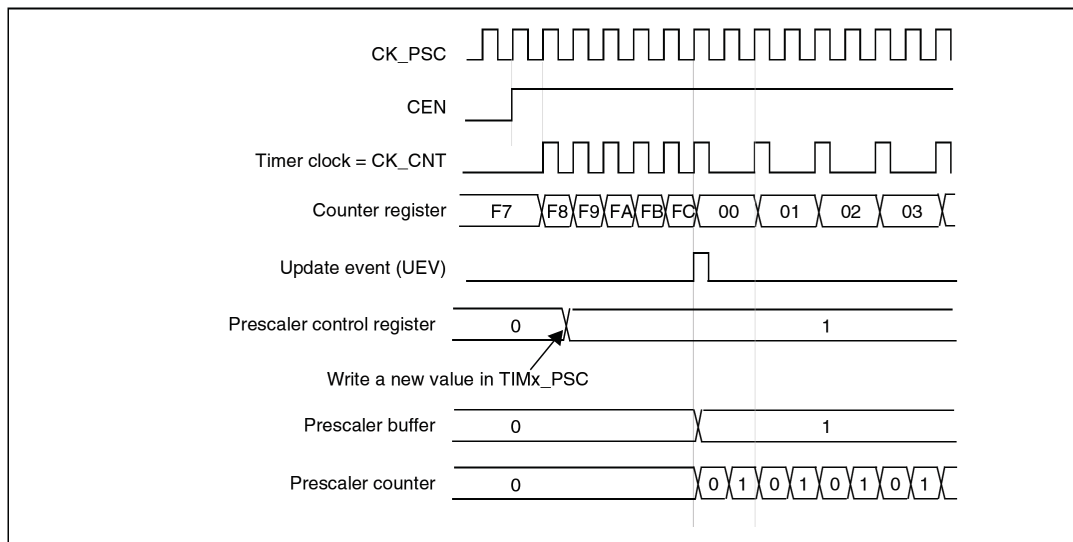 CK_PSC
CEN
Timer clock = CK_CNT
Counter register F7 F8 F9 FA FB FC 00 01 02 03
Update event (UEV)
Prescaler control register 0 1
Write a new value in TIMx_PSC
Prescaler buffer 0 1
Prescaler counter 0 0 1 0 1 0 1 0 1